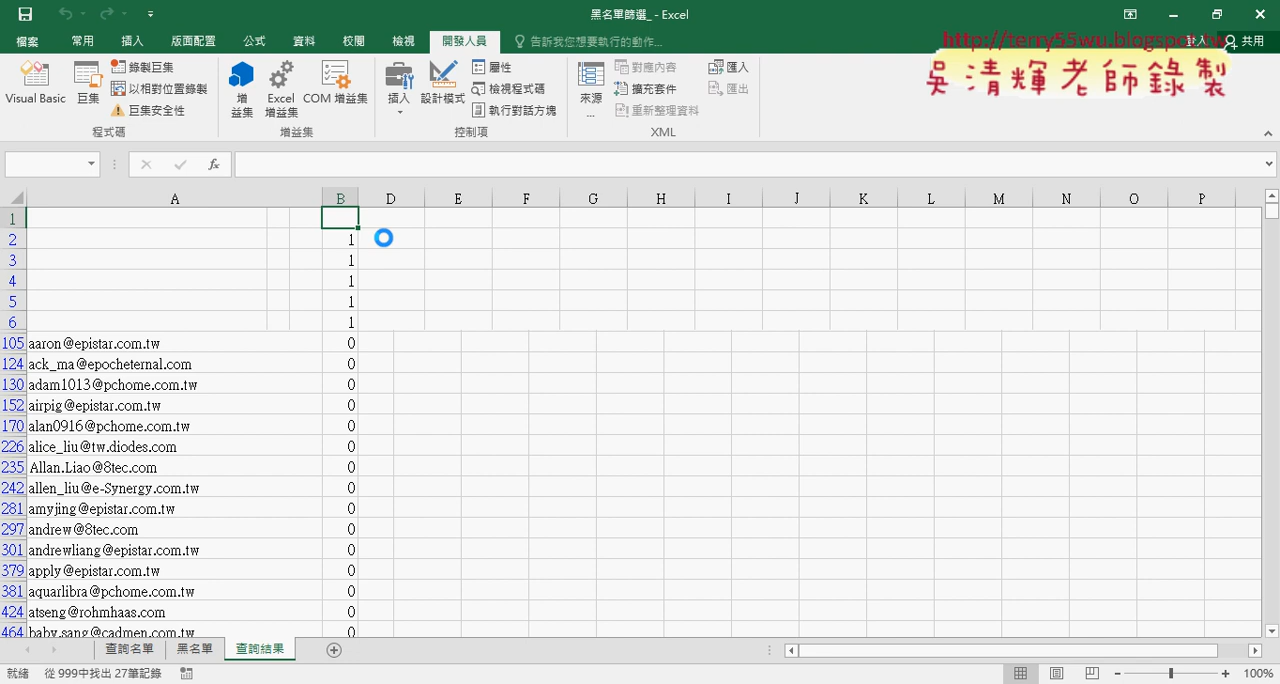 黑名單篩選_ - Excel
檔案 常用 插入 版面配置 公式 資料 校閱 檢視 開發人員 告訴我您想要執行的動作... 登入 共用
http://terry55wu.blogspot.tw
吳清輝老師錄製
Visual Basic 巨集 錄製巨集 以相對位置錄製 巨集安全性 程式碼
增益集 Excel 增益集 COM 增益集 增益集
插入 設計模式 屬性 檢視程式碼 執行對話方塊 控制項
來源... 對應內容 擴充套件 重新整理資料 匯入 匯出 XML
fx
A B D E F G H I J K L M N O P
1
2 1
3 1
4 1
5 1
6 1
105 aaron@epistar.com.tw 0
124 ack_ma@epocheternal.com 0
130 adam1013@pchome.com.tw 0
152 airpig@epistar.com.tw 0
170 alan0916@pchome.com.tw 0
226 alice_liu@tw.diodes.com 0
235 Allan.Liao@8tec.com 0
242 allen_liu@e-Synergy.com.tw 0
281 amyjing@epistar.com.tw 0
297 andrew@8tec.com 0
301 andrewliang@epistar.com.tw 0
379 apply@epistar.com.tw 0
381 aquarlibra@pchome.com.tw 0
424 atseng@rohmhaas.com 0
464 baby.sang@cadmen.com.tw 0
查詢名單 黑名單 查詢結果
就緒 從 999中找出 27筆記錄 100%